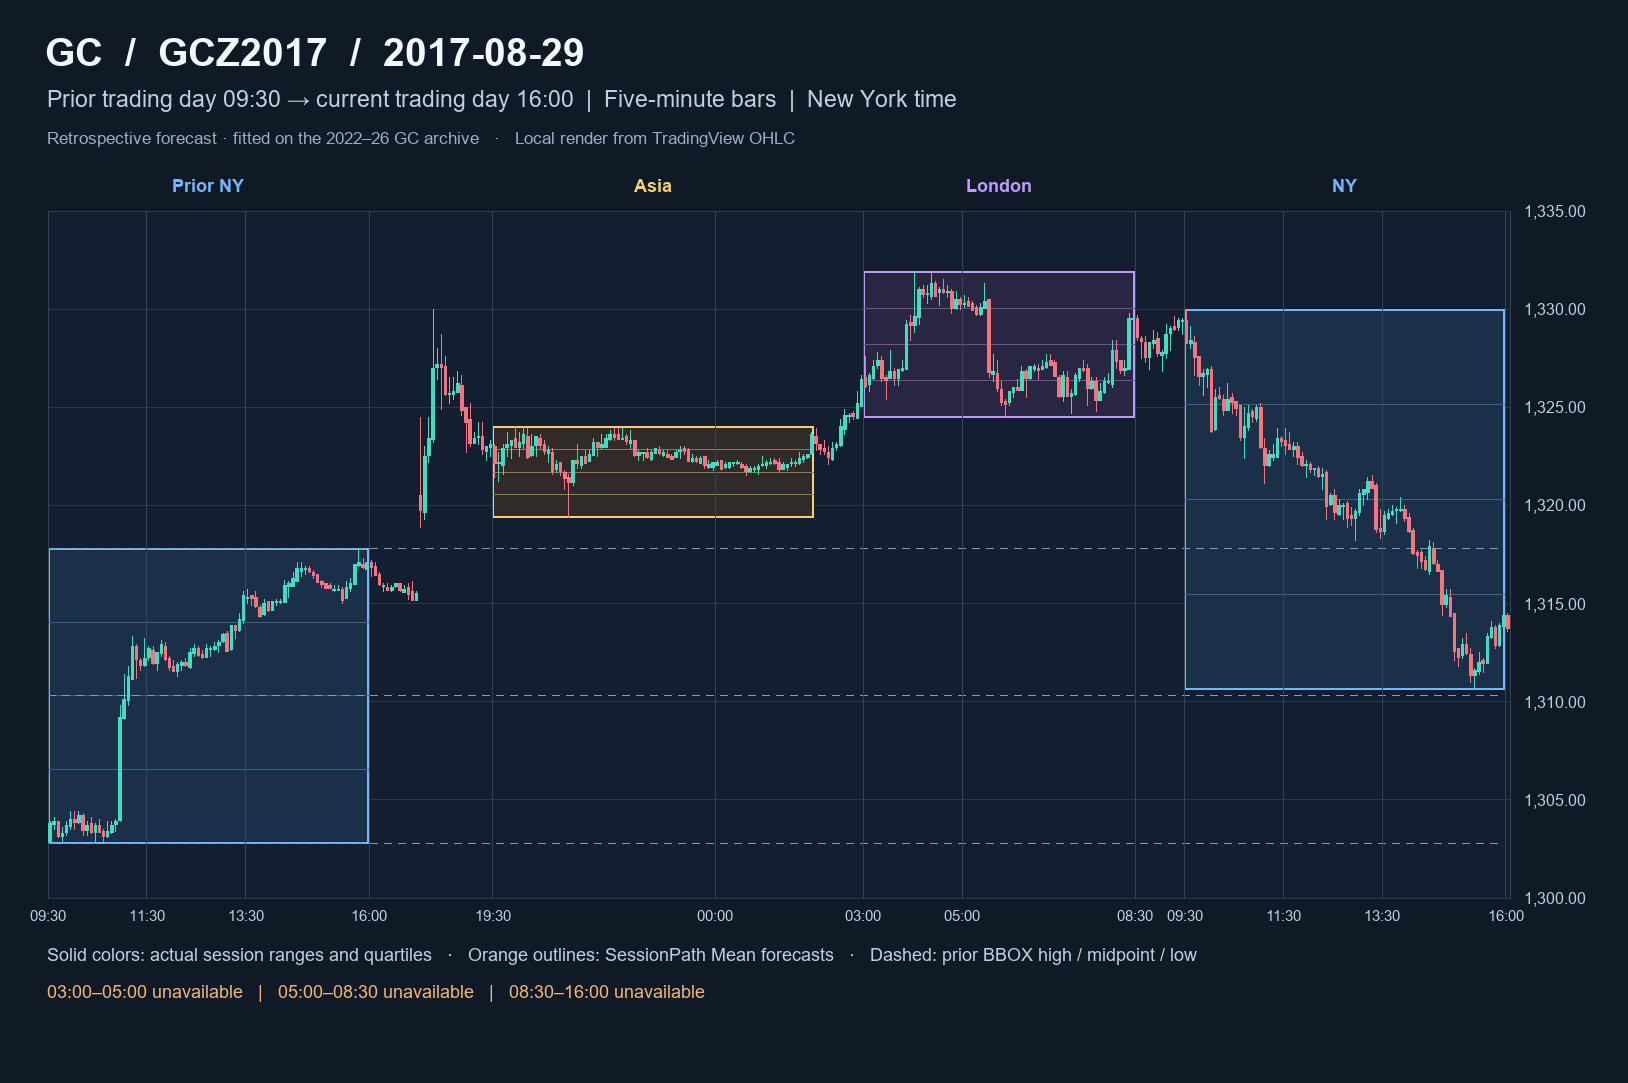 GC / GCZ2017 / 2017-08-29
Prior trading day 09:30 → current trading day 16:00 | Five-minute bars | New York time
Retrospective forecast · fitted on the 2022–26 GC archive · Local render from TradingView OHLC
Prior NY Asia London NY
1,335.00
1,330.00
1,325.00
1,320.00
1,315.00
1,310.00
1,305.00
1,300.00
09:30 11:30 13:30 16:00 19:30 00:00 03:00 05:00 08:30 09:30 11:30 13:30 16:00
Solid colors: actual session ranges and quartiles · Orange outlines: SessionPath Mean forecasts · Dashed: prior BBOX high / midpoint / low
03:00–05:00 unavailable | 05:00–08:30 unavailable | 08:30–16:00 unavailable